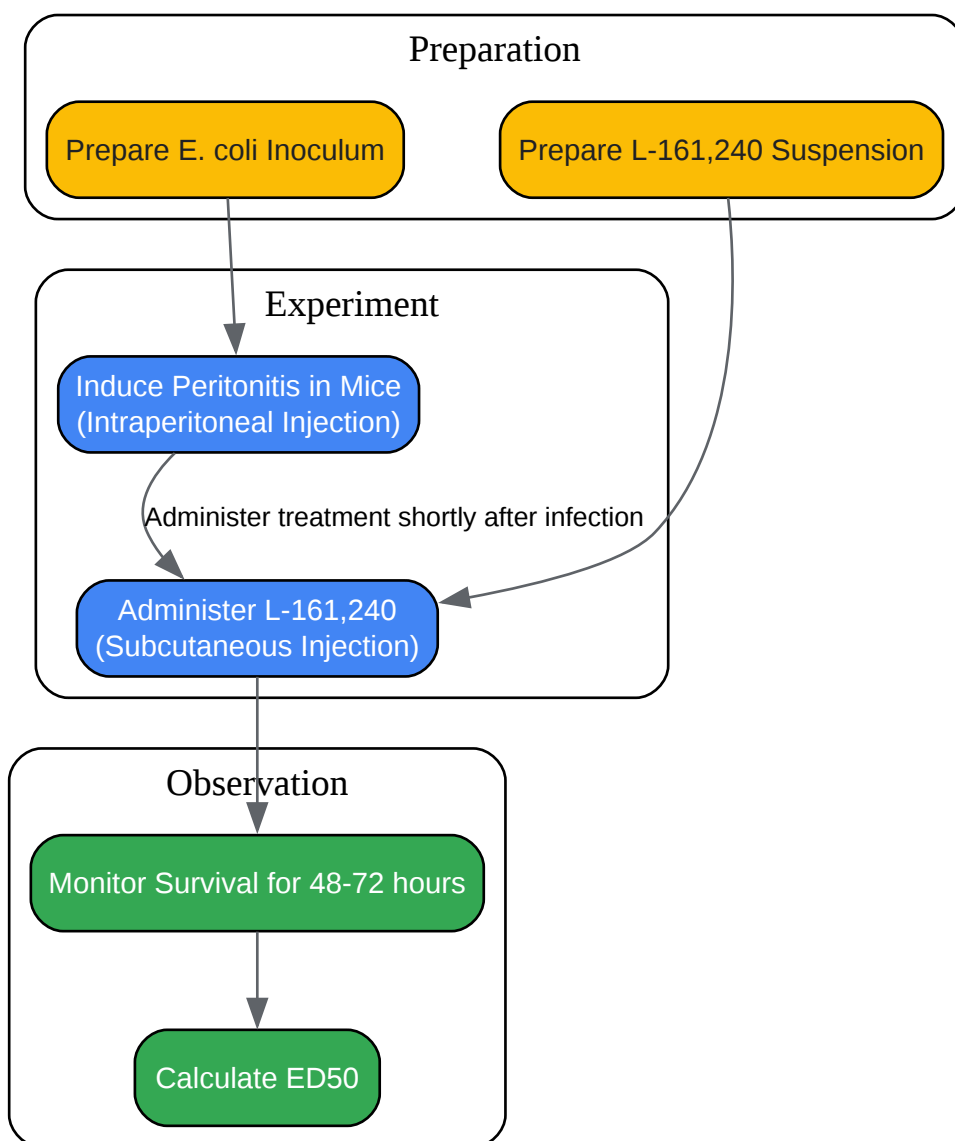 Preparation
Prepare E. coli Inoculum
Prepare L-161,240 Suspension
Experiment
Induce Peritonitis in Mice
(Intraperitoneal Injection)
Administer treatment shortly after infection
Administer L-161,240
(Subcutaneous Injection)
Observation
Monitor Survival for 48-72 hours
Calculate ED50